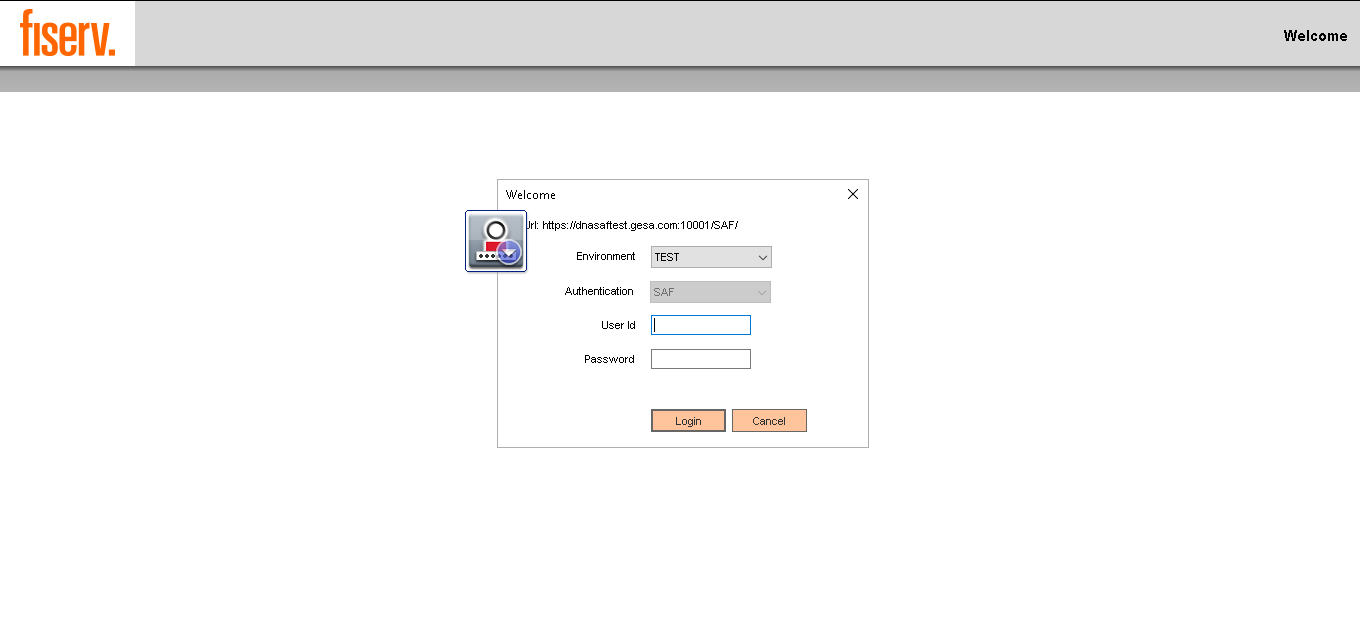 fiserv.
Welcome
Welcome
Url: https://dnasaftest.gesa.com:10001/SAF/
Environment TEST
Authentication SAF
User Id
Password
Login Cancel